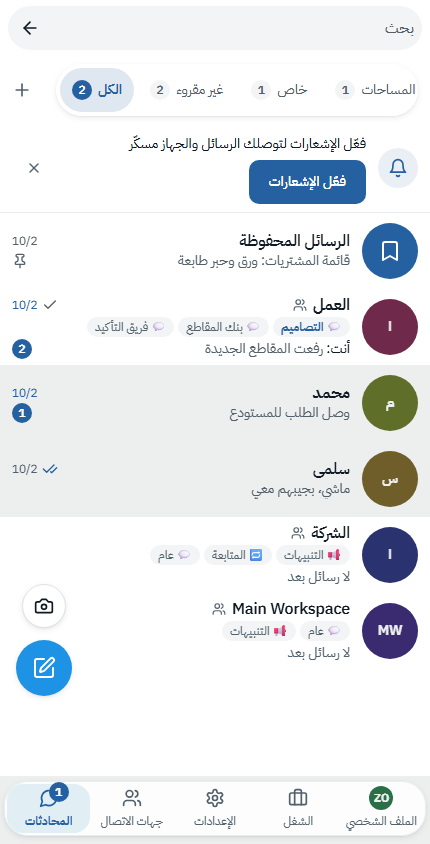 بحث
المساحات 1
خاص 1
غير مقروء 2
الكل 2
فعّل الإشعارات لتوصلك الرسائل والجهاز مسكّر
فعّل الإشعارات
الرسائل المحفوظة 10/2
قائمة المشتريات: ورق وحبر طابعة
العمل 10/2
التصاميم بنك المقاطع فريق التأكيد
أنت: رفعت المقاطع الجديدة 2
محمد 10/2
وصل الطلب للمستودع 1
سلمى 10/2
ماشي، بجيبهم معي
الشركة
التنبيهات المتابعة عام
لا رسائل بعد
Main Workspace
عام التنبيهات
لا رسائل بعد
ا
م
س
ا
MW
ZO
1
الملف الشخصي
الشغل
الإعدادات
جهات الاتصال
المحادثات